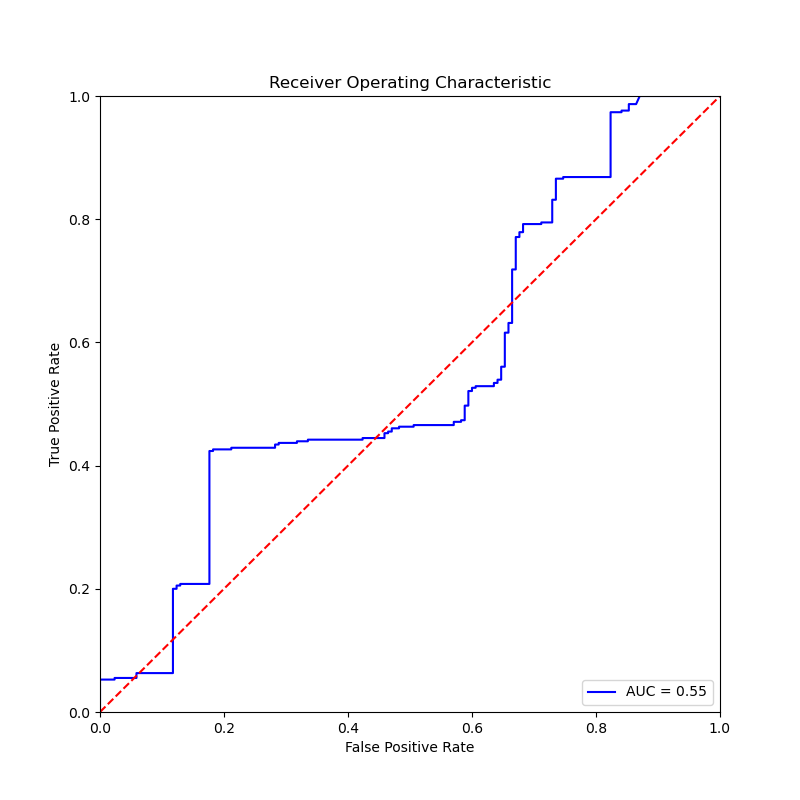 Receiver Operating Characteristic
1.0
0.8
0.6
0.4
0.2
0.0
True Positive Rate
AUC = 0.55
0.0 0.2 0.4 0.6 0.8 1.0
False Positive Rate